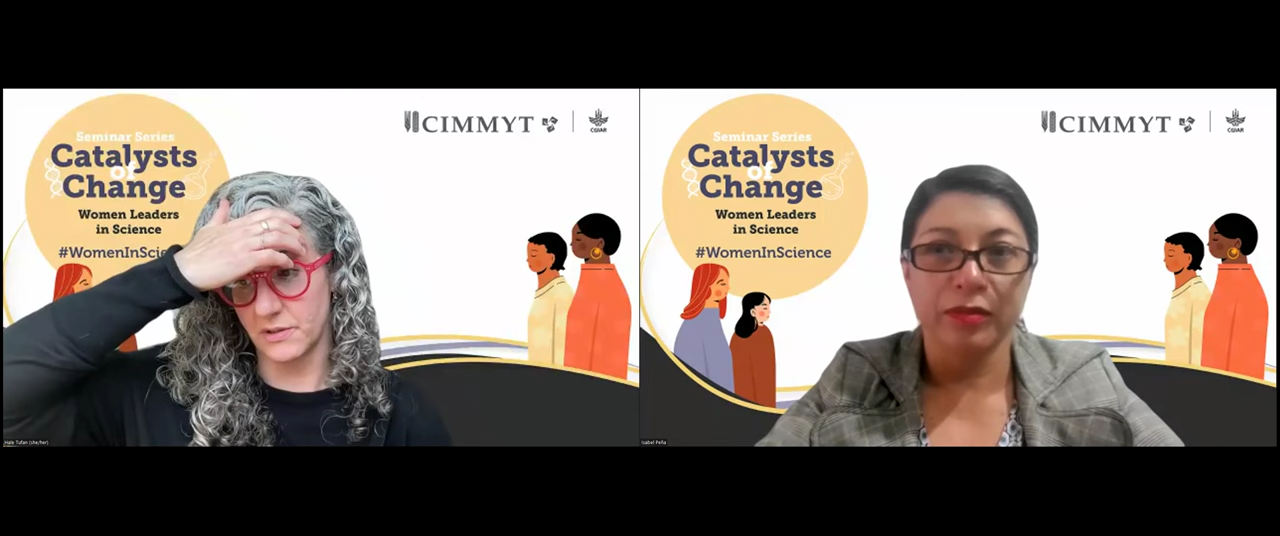 Seminar Series
Catalysts
of
Change
Women Leaders
in Science
#WomenInScie
CIMMYT
CGIAR
Hale Tufan (she/her)
Seminar Series
Catalysts
of
Change
Women Leaders
in Science
#WomenInScience
CIMMYT
CGIAR
Isabel Peña